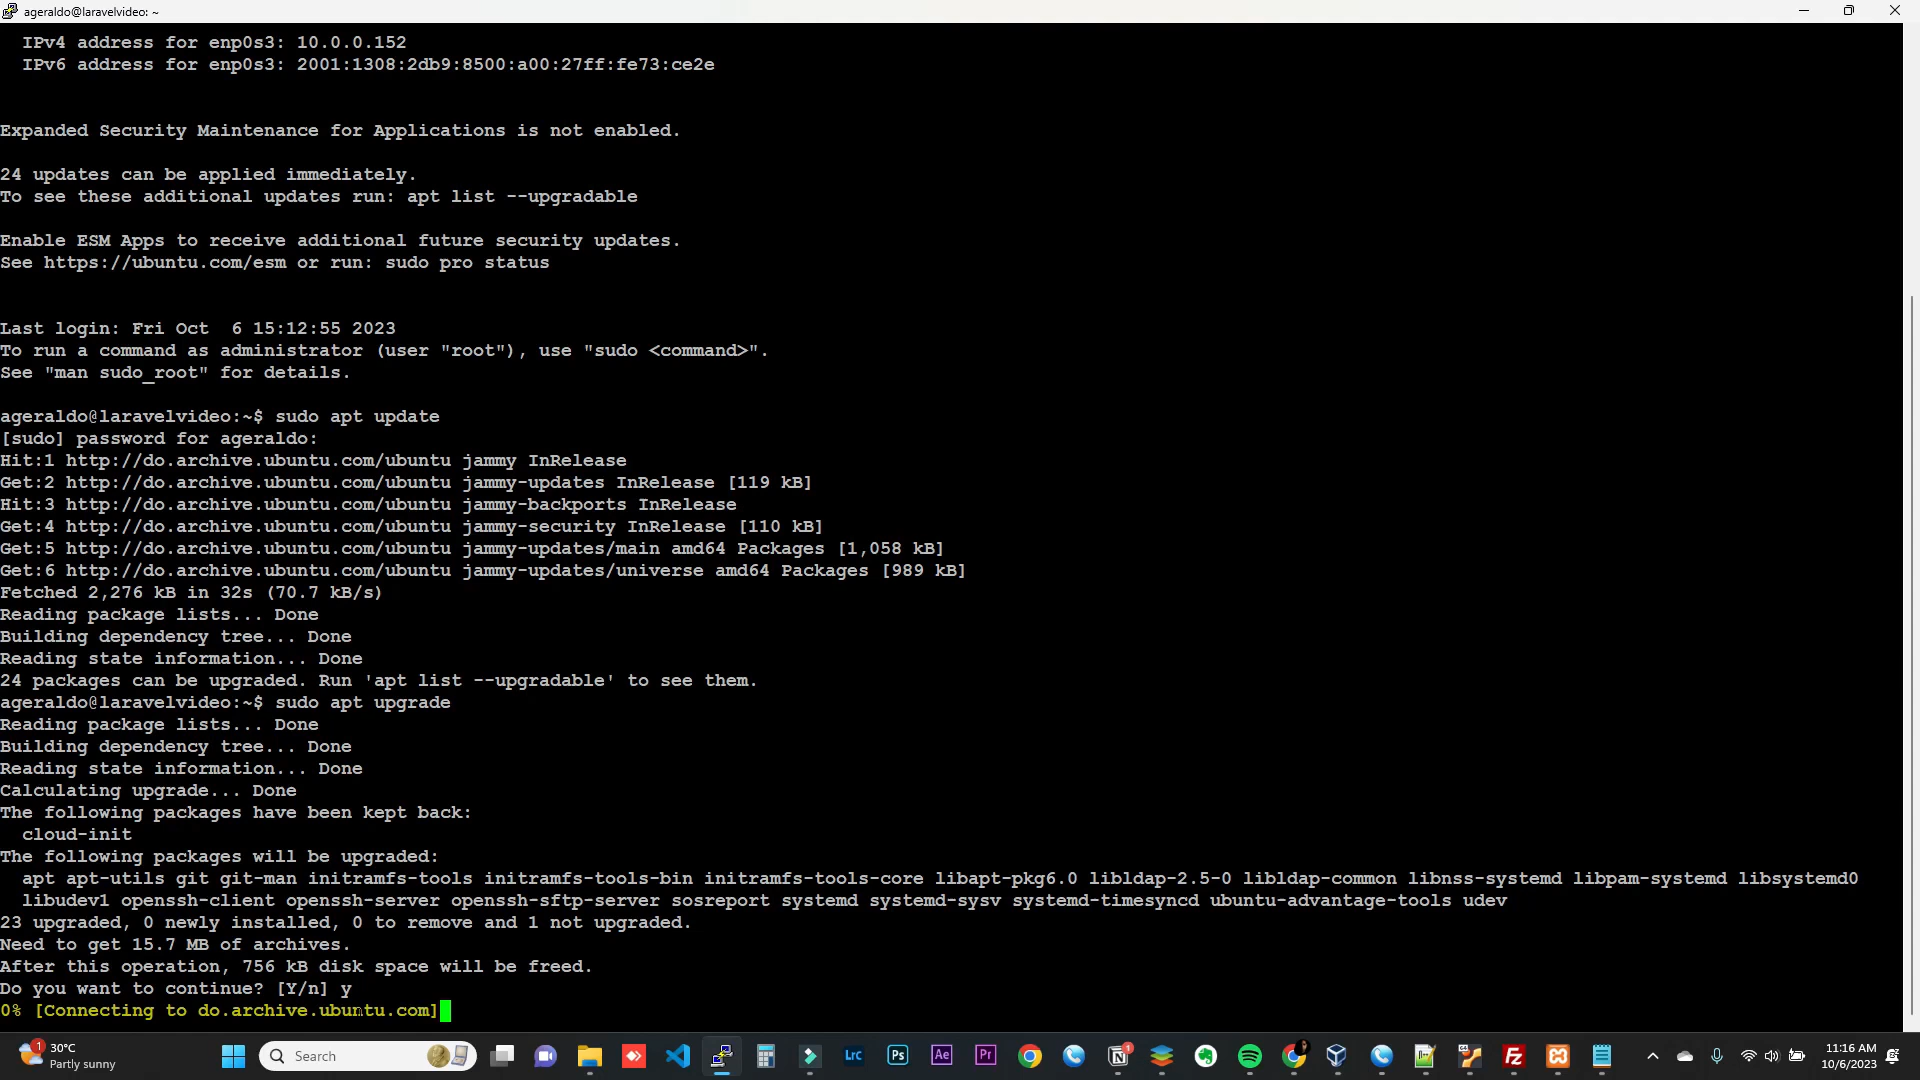 ageraldo@laravelvideo: ~
IPv4 address for enp0s3: 10.0.0.152
IPv6 address for enp0s3: 2001:1308:2db9:8500:a00:27ff:fe73:ce2e
Expanded Security Maintenance for Applications is not enabled.
24 updates can be applied immediately.
To see these additional updates run: apt list --upgradable
Enable ESM Apps to receive additional future security updates.
See https://ubuntu.com/esm or run: sudo pro status
Last login: Fri Oct  6 15:12:55 2023
To run a command as administrator (user "root"), use "sudo <command>".
See "man sudo_root" for details.
ageraldo@laravelvideo:~$ sudo apt update
[sudo] password for ageraldo:
Hit:1 http://do.archive.ubuntu.com/ubuntu jammy InRelease
Get:2 http://do.archive.ubuntu.com/ubuntu jammy-updates InRelease [119 kB]
Hit:3 http://do.archive.ubuntu.com/ubuntu jammy-backports InRelease
Get:4 http://do.archive.ubuntu.com/ubuntu jammy-security InRelease [110 kB]
Get:5 http://do.archive.ubuntu.com/ubuntu jammy-updates/main amd64 Packages [1,058 kB]
Get:6 http://do.archive.ubuntu.com/ubuntu jammy-updates/universe amd64 Packages [989 kB]
Fetched 2,276 kB in 32s (70.7 kB/s)
Reading package lists... Done
Building dependency tree... Done
Reading state information... Done
24 packages can be upgraded. Run 'apt list --upgradable' to see them.
ageraldo@laravelvideo:~$ sudo apt upgrade
Reading package lists... Done
Building dependency tree... Done
Reading state information... Done
Calculating upgrade... Done
The following packages have been kept back:
cloud-init
The following packages will be upgraded:
apt apt-utils git git-man initramfs-tools initramfs-tools-bin initramfs-tools-core libapt-pkg6.0 libldap-2.5-0 libldap-common libnss-systemd libpam-systemd libsystemd0
libudev1 openssh-client openssh-server openssh-sftp-server sosreport systemd systemd-sysv systemd-timesyncd ubuntu-advantage-tools udev
23 upgraded, 0 newly installed, 0 to remove and 1 not upgraded.
Need to get 15.7 MB of archives.
After this operation, 756 kB disk space will be freed.
Do you want to continue? [Y/n] y
0% [Connecting to do.archive.ubuntu.com]
1
30°C
Partly sunny
Search
Lrc
Ps
Ae
Pr
1
11:16 AM
10/6/2023